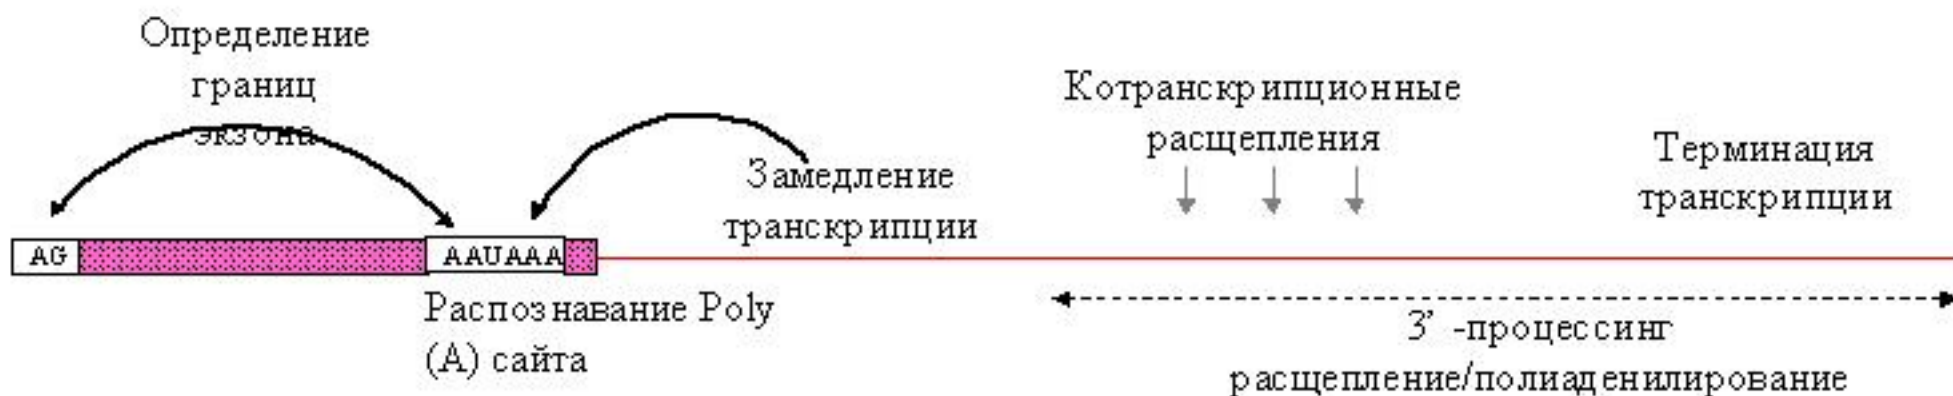 Определение
границ
экзона
Замедление
транскрипции
Котранскрипционные
расщепления
Терминация
транскрипции
AG
AAUAAA
Распознавание Poly
(A) сайта
3’ -процессинг
расщепление/полиаденилирование